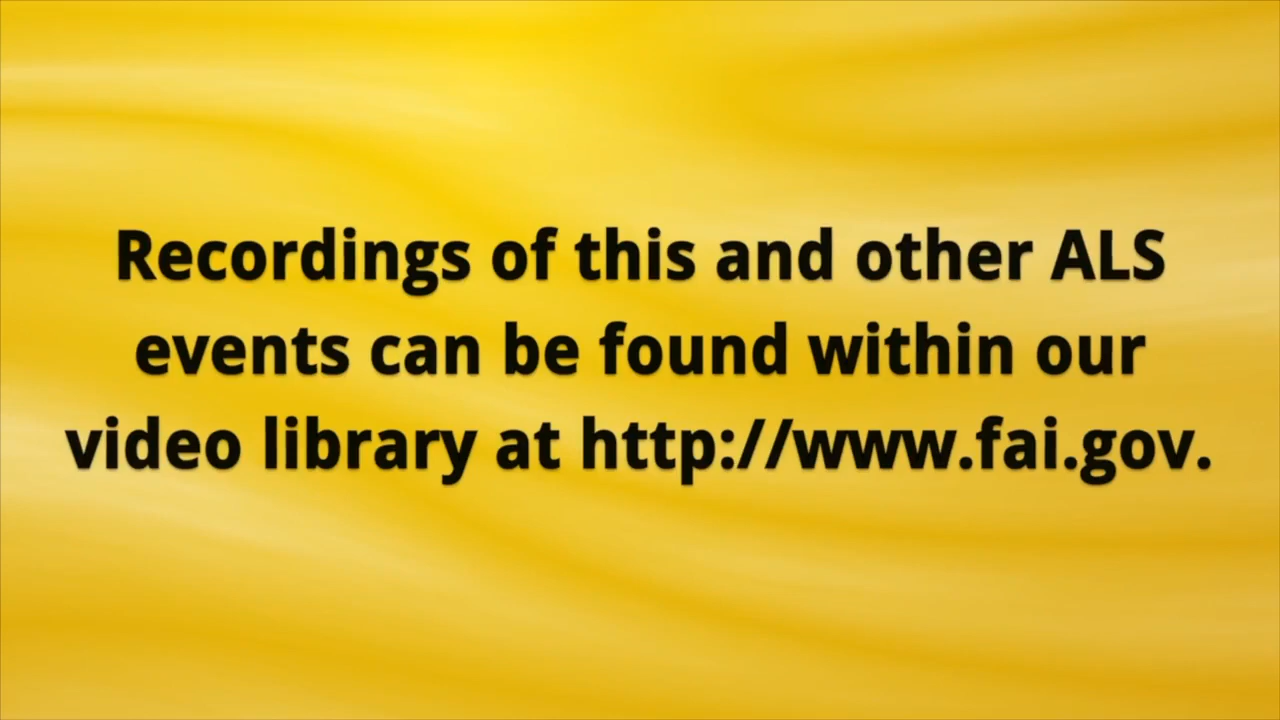 Recordings of this and other ALS
events can be found within our
video library at http://www.fai.gov.